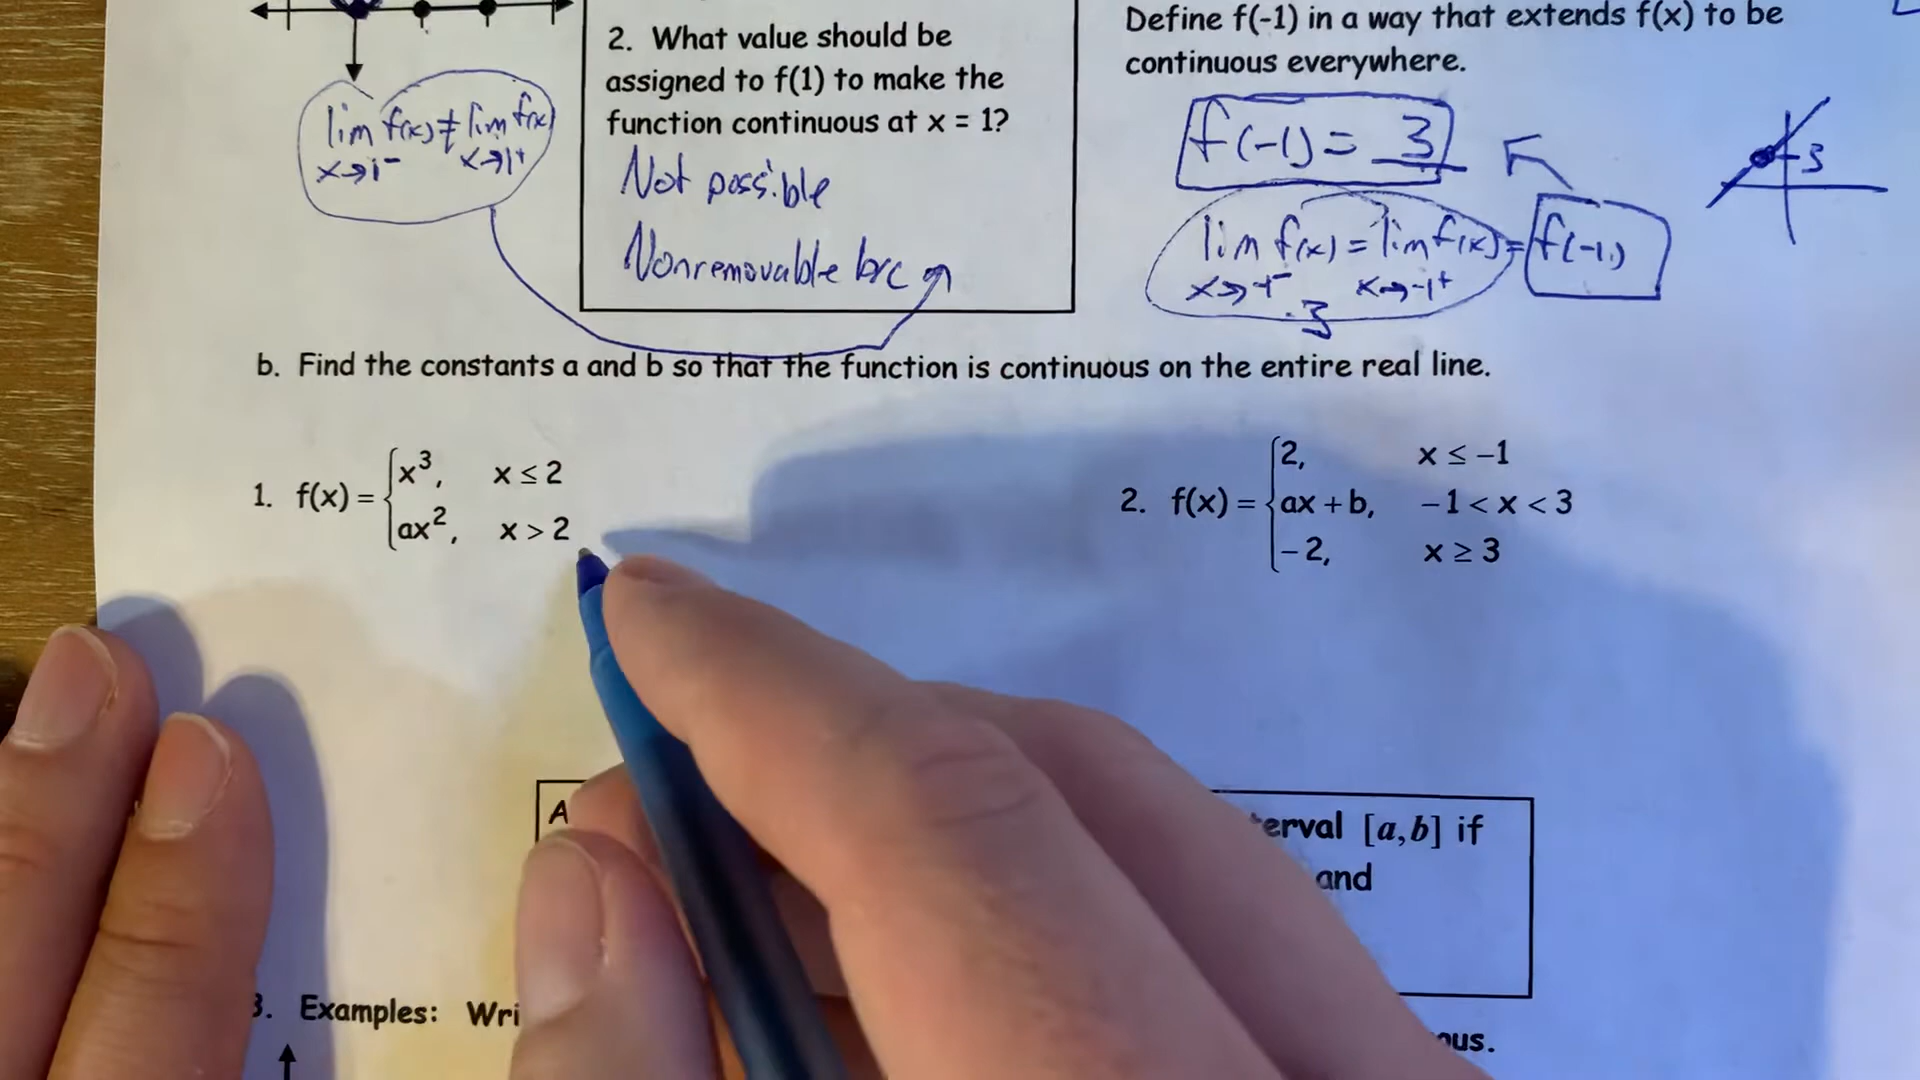 2. What value should be
assigned to f(1) to make the
function continuous at x = 1?
Not possible
Nonremovable b/c
lim f(x) ≠ lim f(x)
x→1⁻ x→1⁺
Define f(-1) in a way that extends f(x) to be
continuous everywhere.
f(-1) = 3
3
lim f(x) = lim f(x) = f(-1)
x→-1⁻ x→-1⁺
3
b. Find the constants a and b so that the function is continuous on the entire real line.
1. f(x) = { x³, x ≤ 2
ax², x > 2
2. f(x) = { 2, x ≤ -1
ax + b, -1 < x < 3
-2, x ≥ 3
A
terval [a,b] if
and
3. Examples: Wri
ous.